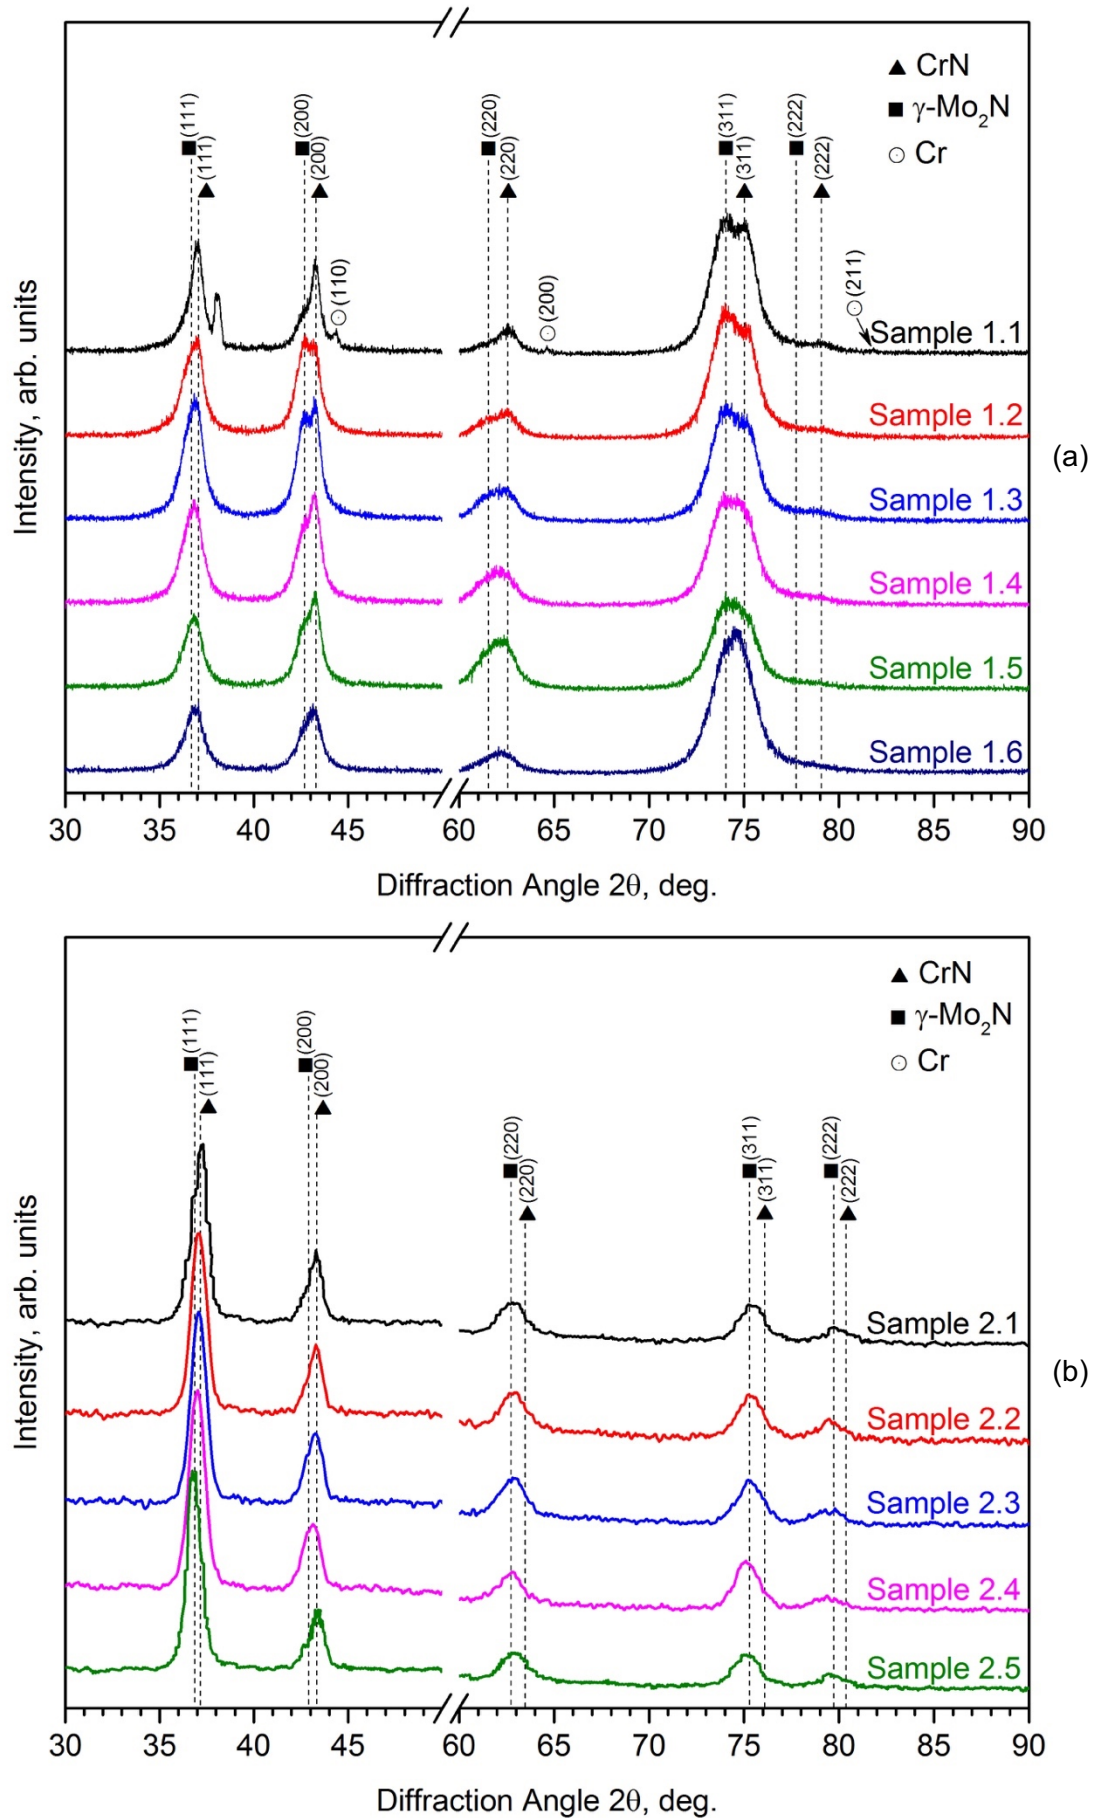 CrN
γ-Mo₂N
Cr
(111)
(111)
(200)
(200)
(110)
(220)
(220)
(200)
(311)
(311)
(222)
(222)
(211)
Sample 1.1
Sample 1.2
Sample 1.3
Sample 1.4
Sample 1.5
Sample 1.6
Intensity, arb. units
(a)
30 35 40 45 60 65 70 75 80 85 90
Diffraction Angle 2θ, deg.
CrN
γ-Mo₂N
Cr
(111)
(111)
(200)
(200)
(220)
(220)
(311)
(311)
(222)
(222)
Sample 2.1
Sample 2.2
Sample 2.3
Sample 2.4
Sample 2.5
Intensity, arb. units
(b)
30 35 40 45 60 65 70 75 80 85 90
Diffraction Angle 2θ, deg.